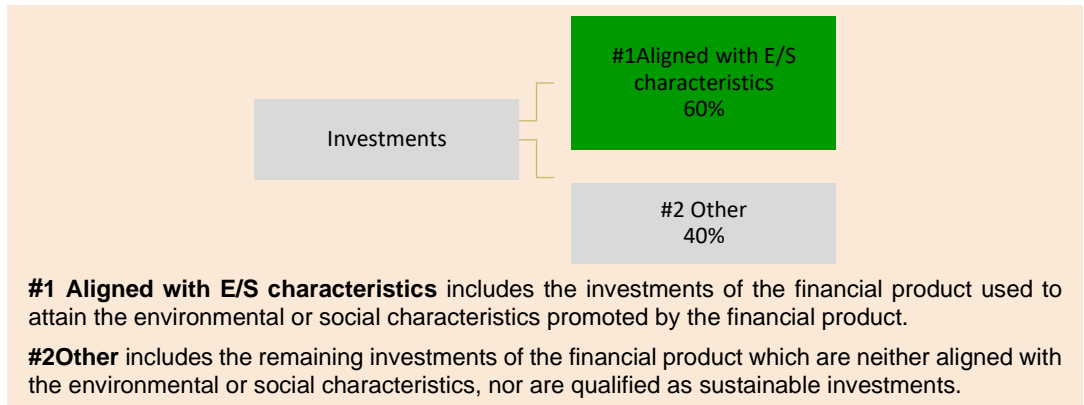 #1Aligned with E/S
characteristics
60%
Investments
#2 Other
40%
#1 Aligned with E/S characteristics includes the investments of the financial product used to
attain the environmental or social characteristics promoted by the financial product.
#2Other includes the remaining investments of the financial product which are neither aligned with
the environmental or social characteristics, nor are qualified as sustainable investments.